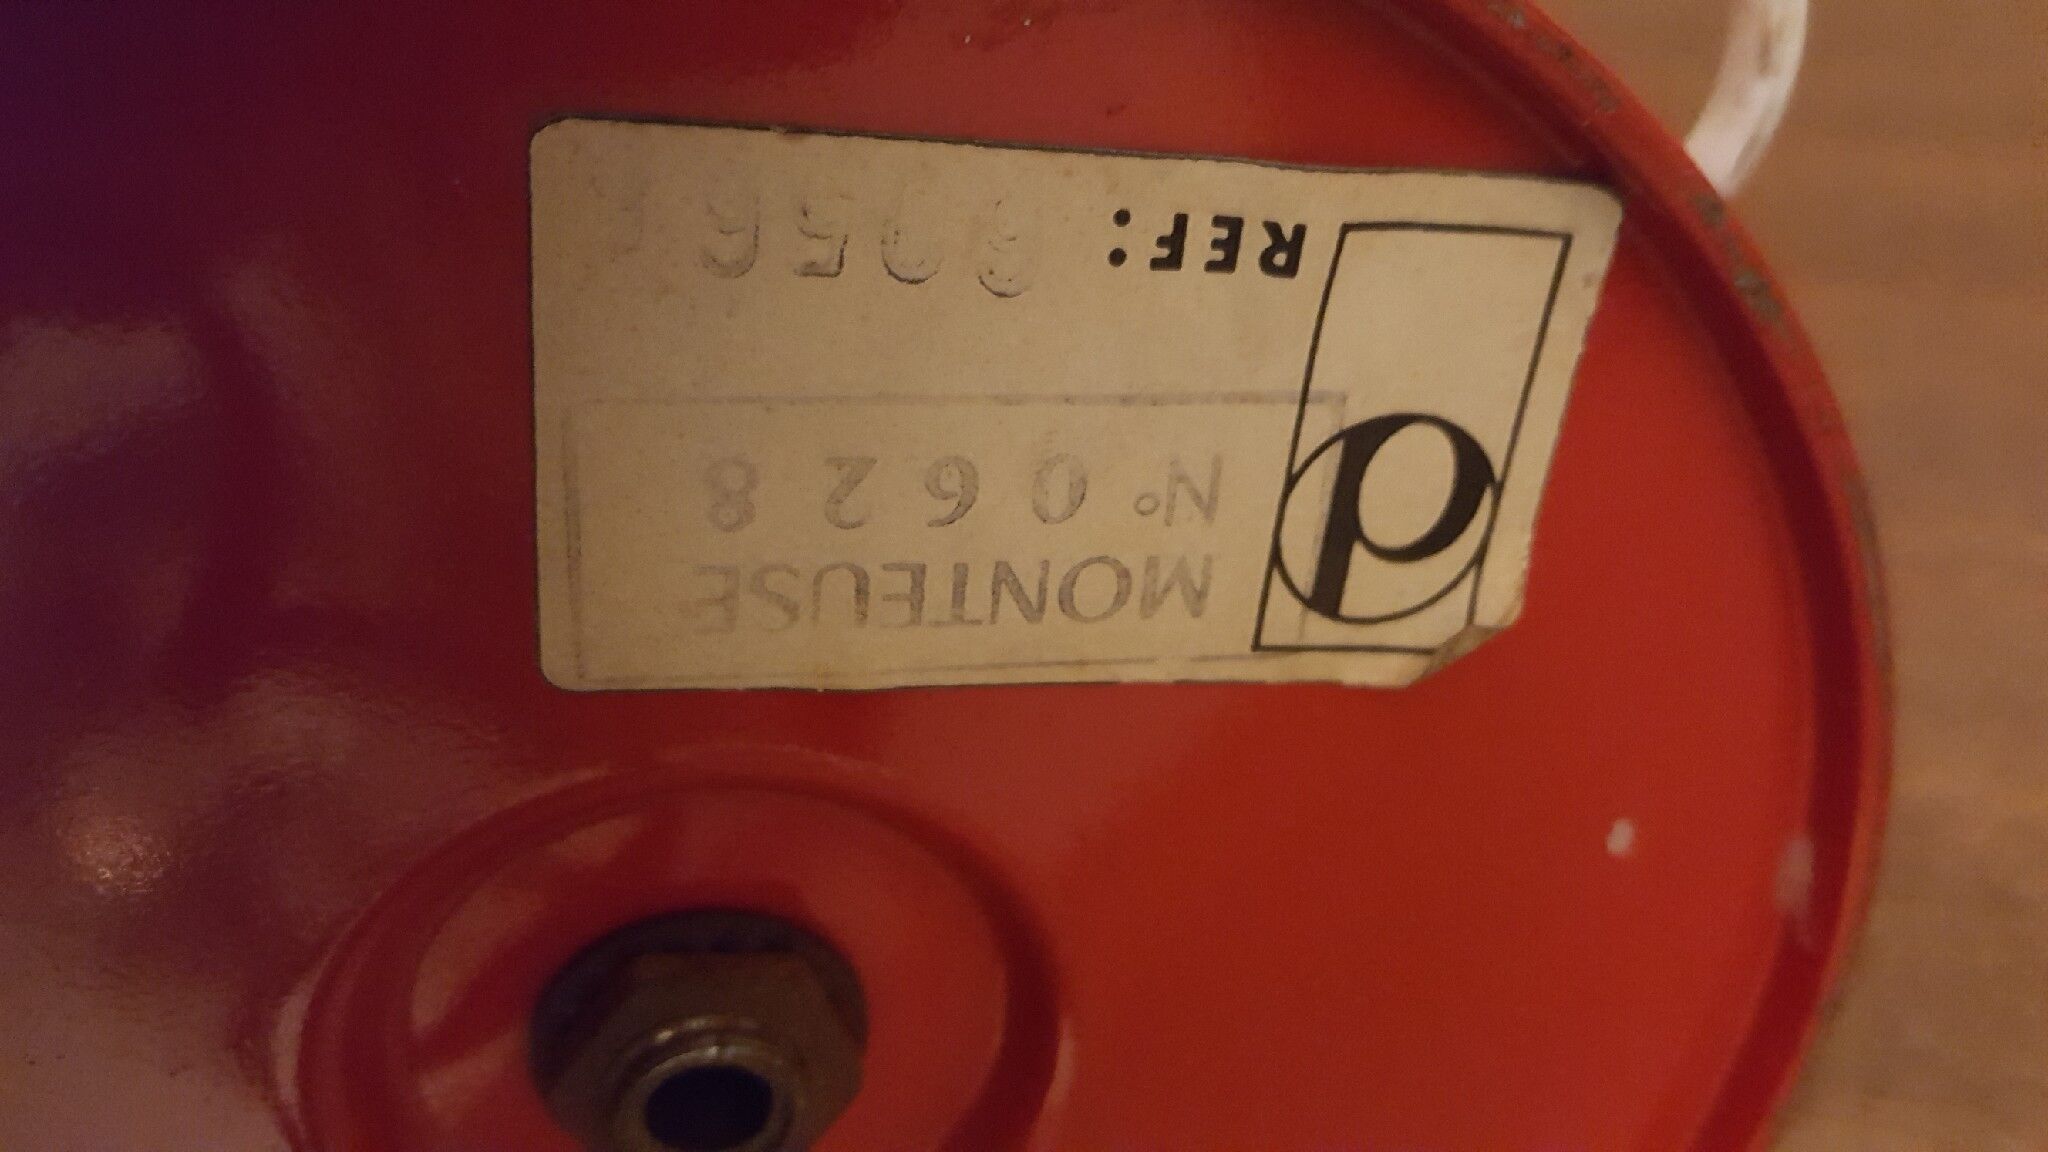 MONTEUSE
N° 0628
d
REF: